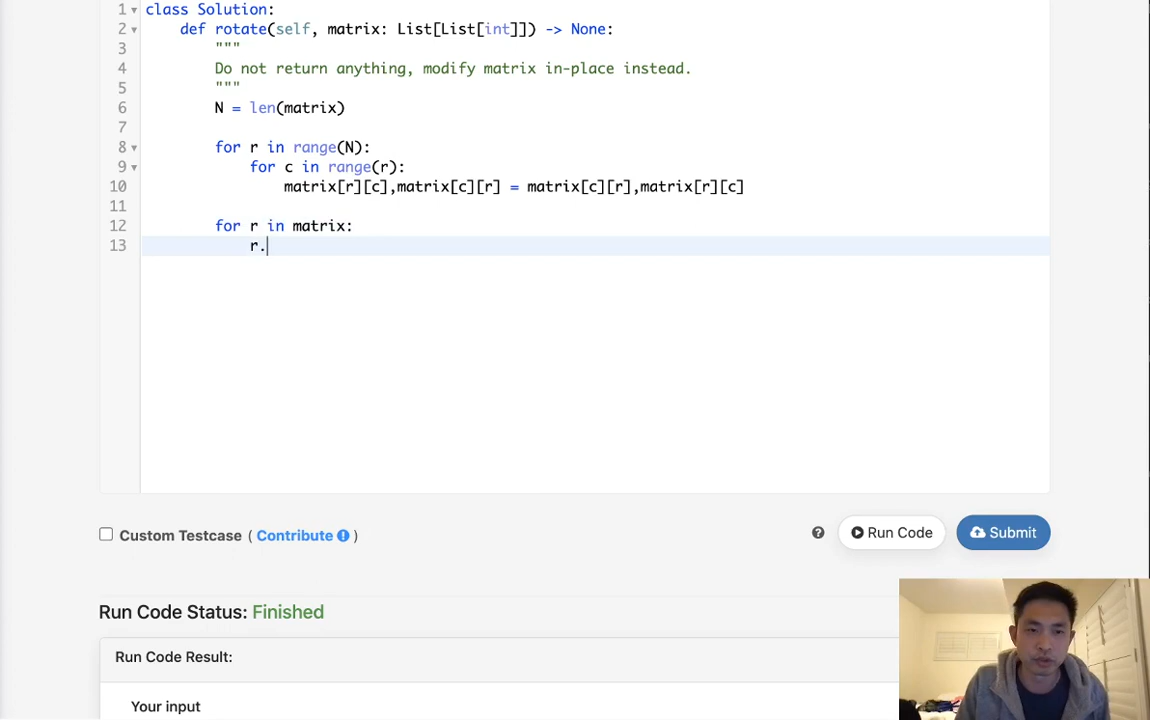 1 class Solution:
2 def rotate(self, matrix: List[List[int]]) -> None:
3 """
4 Do not return anything, modify matrix in-place instead.
5 """
6 N = len(matrix)
7
8 for r in range(N):
9 for c in range(r):
10 matrix[r][c],matrix[c][r] = matrix[c][r],matrix[r][c]
11
12 for r in matrix:
13 r.
Custom Testcase ( Contribute )
Run Code
Submit
Run Code Status: Finished
Run Code Result:
Your input